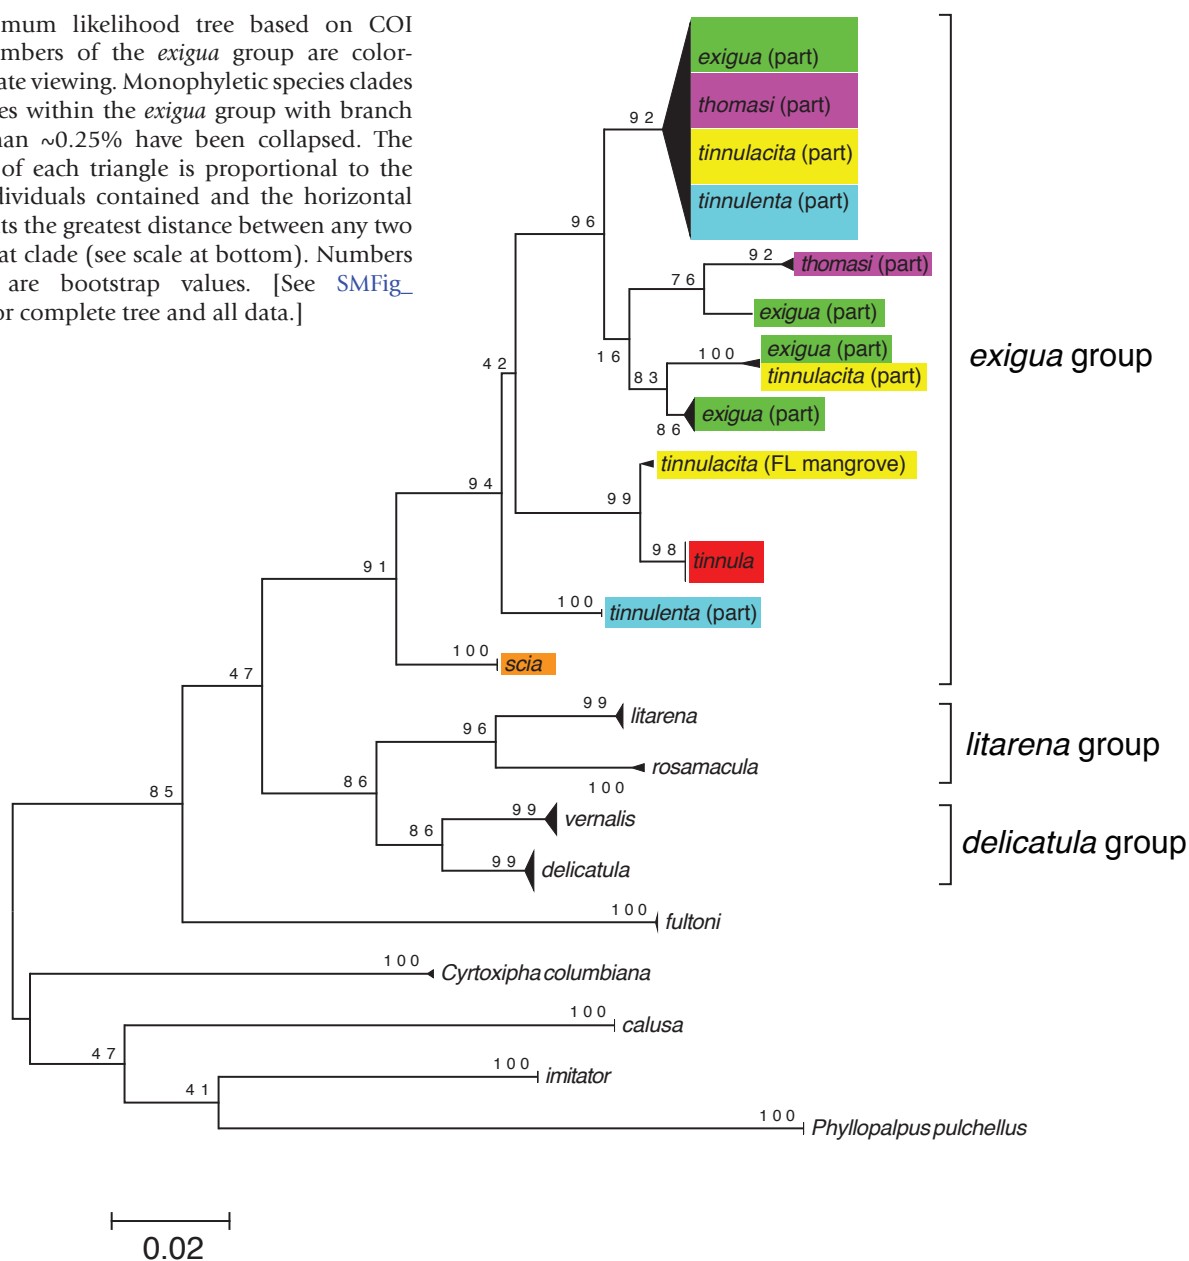 mum likelihood tree based on COI
mbers of the exigua group are color-
ate viewing. Monophyletic species clades
es within the exigua group with branch
han ~0.25% have been collapsed. The
of each triangle is proportional to the
dividuals contained and the horizontal
ts the greatest distance between any two
at clade (see scale at bottom). Numbers
are bootstrap values. [See SMFig_
or complete tree and all data.]
exigua (part)
thomasi (part)
92
tinnulacita (part)
tinnulenta (part)
96
92
thomasi (part)
76
exigua (part)
exigua group
16
100
exigua (part)
42
83
tinnulacita (part)
exigua (part)
86
tinnulacita (FL mangrove)
94
99
98
tinnula
91
100
tinnulenta (part)
100
scia
47
99
litarena
96
litarena group
rosamacula
86
100
85
99
vernalis
86
delicatula group
99
delicatula
100
fultoni
100
Cyrtoxipha columbiana
100
calusa
47
100
imitator
41
100
Phyllopalpus pulchellus
0.02